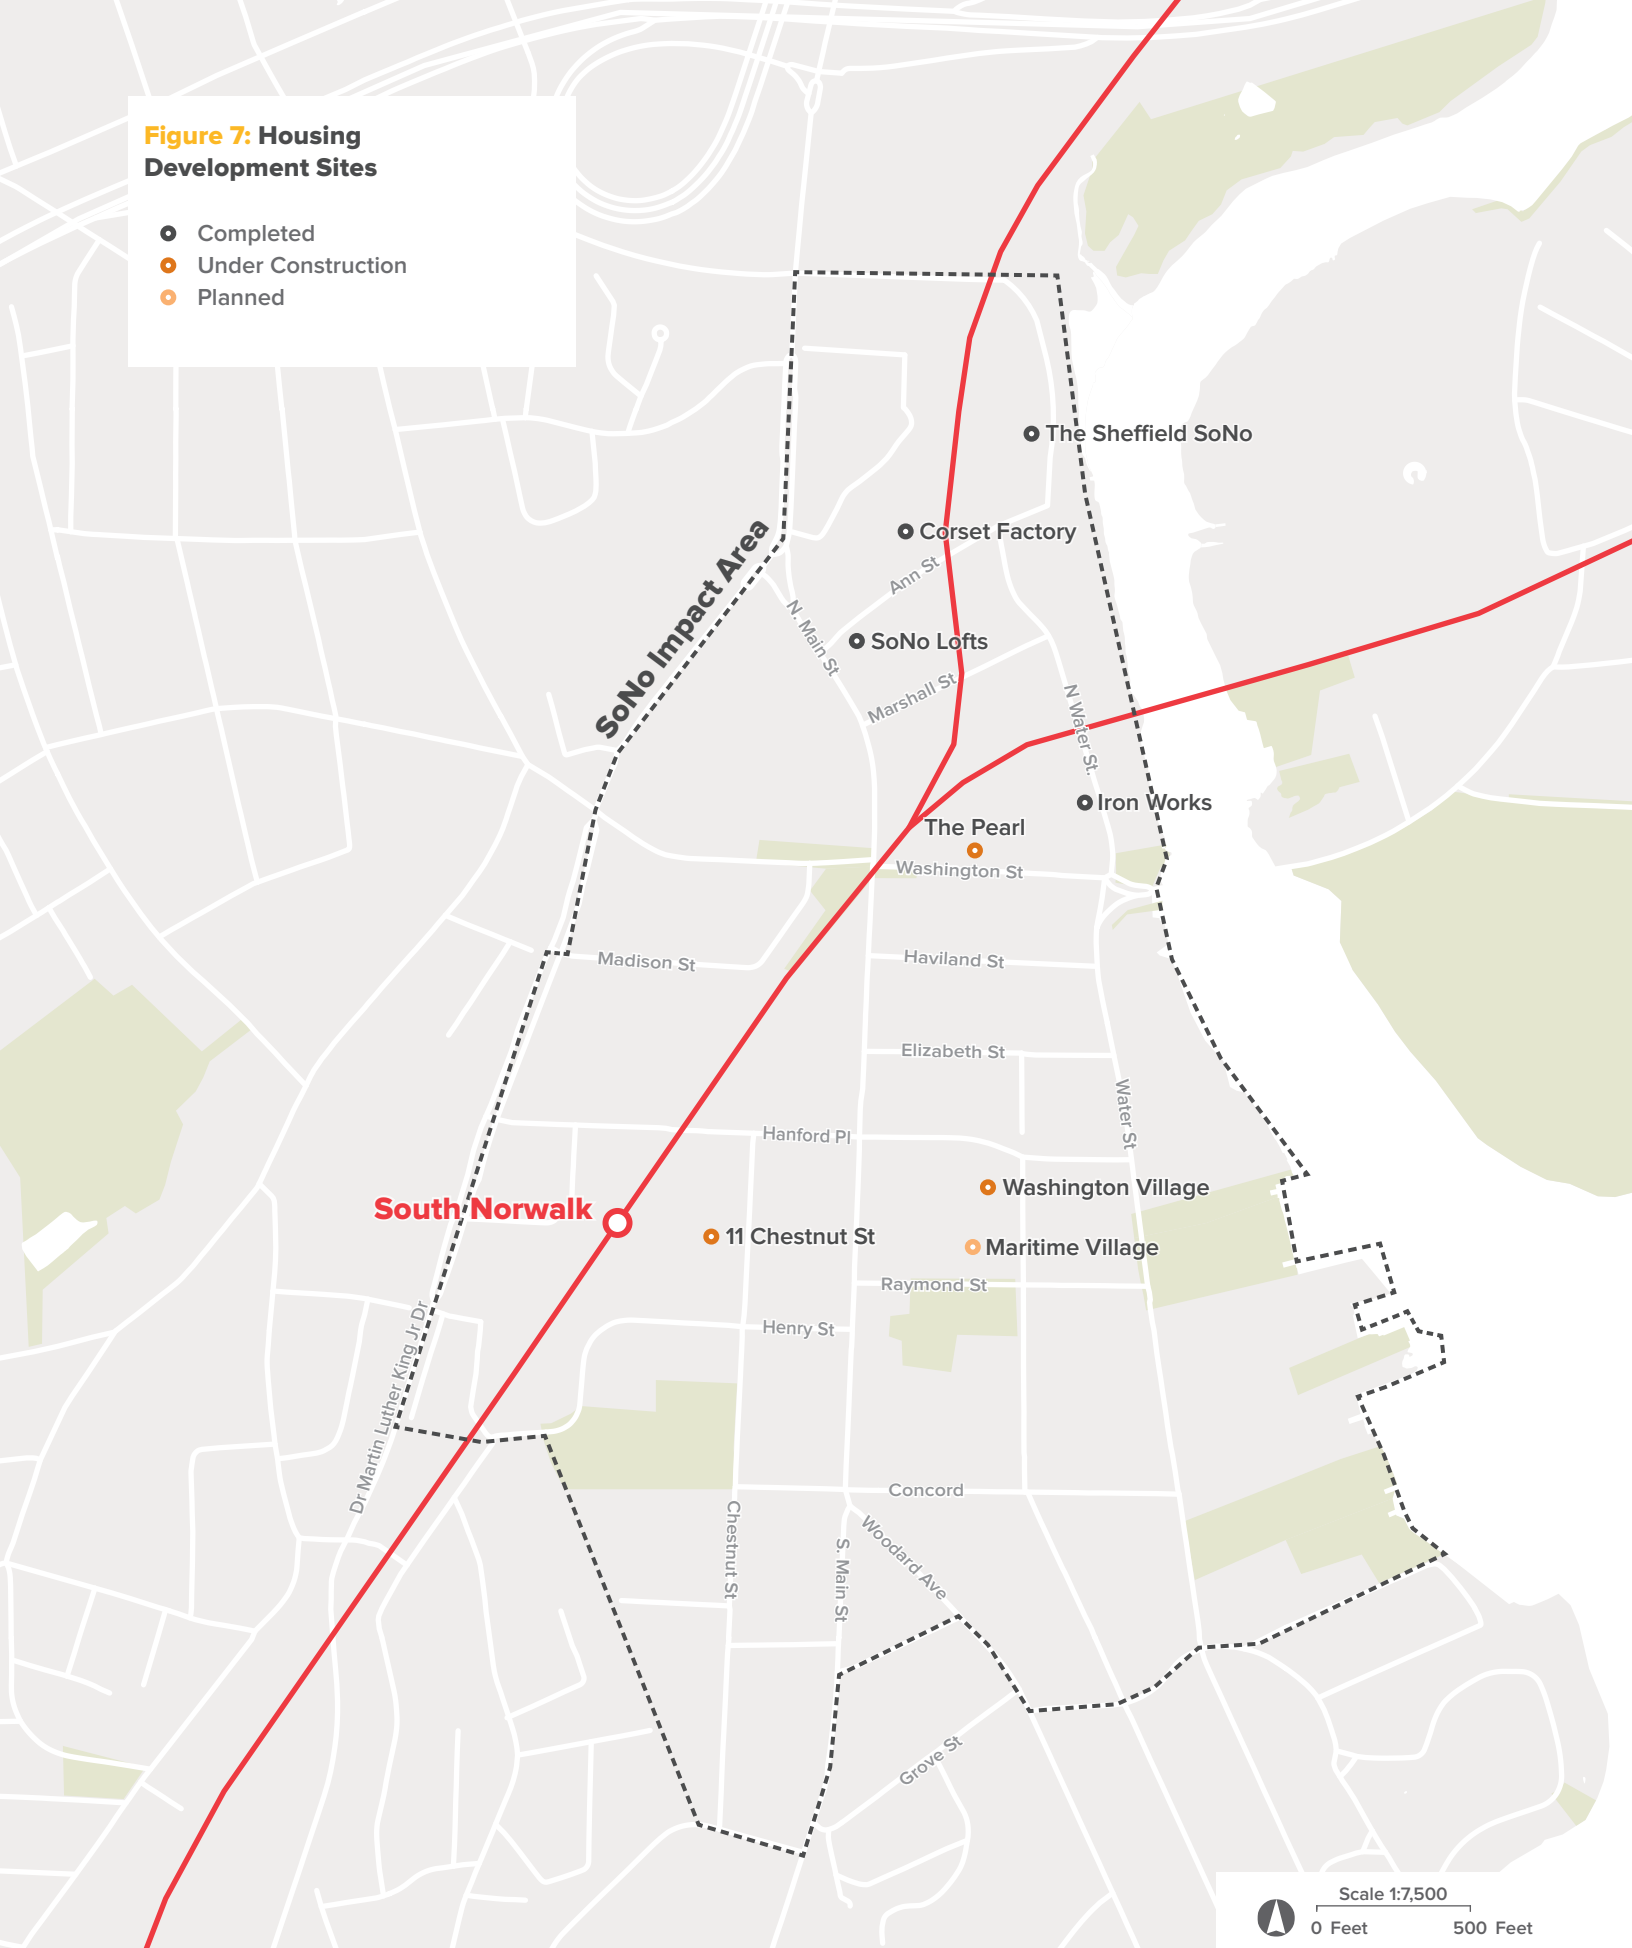 Figure 7: Housing
Development Sites
Completed
Under Construction
Planned
The Sheffield SoNo
Corset Factory
SoNo Impact Area
Ann St
N. Main St
SoNo Lofts
Marshall St
N Water St.
Iron Works
The Pearl
Washington St
Madison St
Haviland St
Elizabeth St
Water St
Hanford Pl
Washington Village
South Norwalk
11 Chestnut St
Maritime Village
Raymond St
Henry St
Dr Martin Luther King Jr Dr
Concord
Chestnut St
S. Main St
Woodard Ave
Grove St
Scale 1:7,500
0 Feet 500 Feet